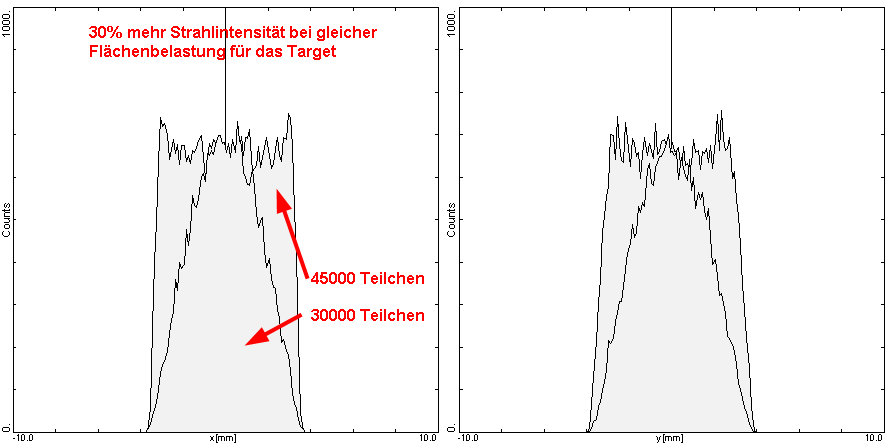 1000.
30% mehr Strahlintensität bei gleicher
Flächenbelastung für das Target
Counts
45000 Teilchen
30000 Teilchen
0.
-10.0
x [mm]
10.0
1000.
Counts
0.
-10.0
y [mm]
10.0